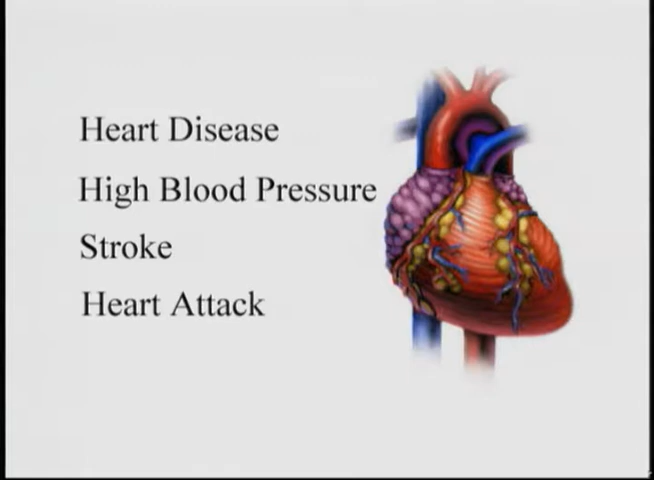 Heart Disease
High Blood Pressure
Stroke
Heart Attack